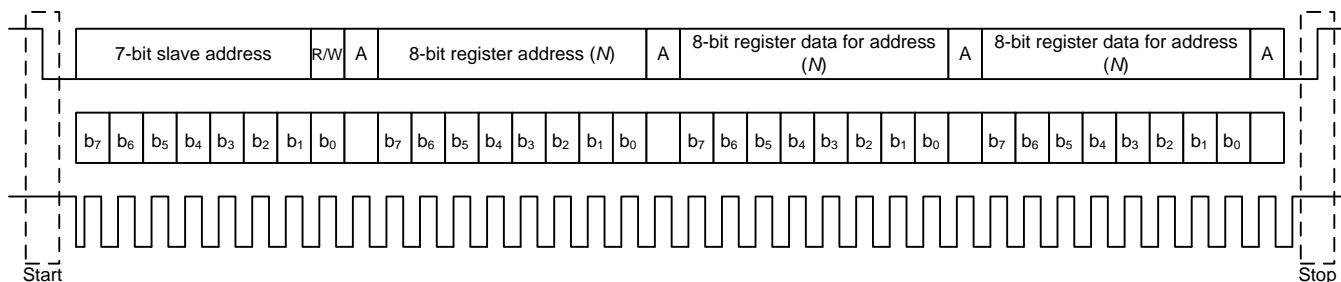 7-bit slave address R/W A 8-bit register address (N) A 8-bit register data for address (N) A 8-bit register data for address (N) A
b7 b6 b5 b4 b3 b2 b1 b0 b7 b6 b5 b4 b3 b2 b1 b0 b7 b6 b5 b4 b3 b2 b1 b0 b7 b6 b5 b4 b3 b2 b1 b0
Start Stop